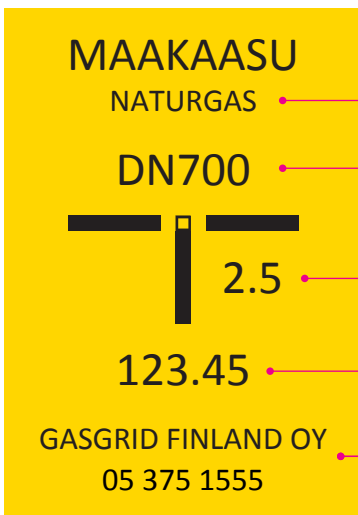 MAAKAASU
NATURGAS
DN700
2.5
123.45
GASGRID FINLAND OY
05 375 1555